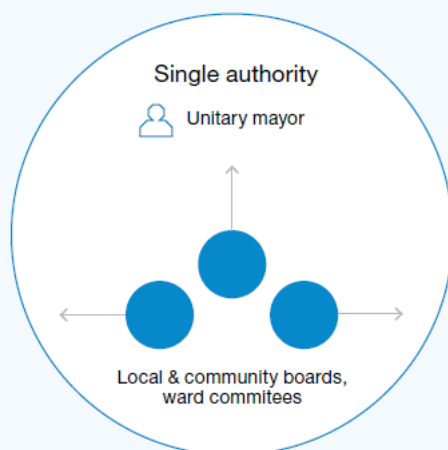 Single authority
Unitary mayor
Local & community boards,
ward commitees